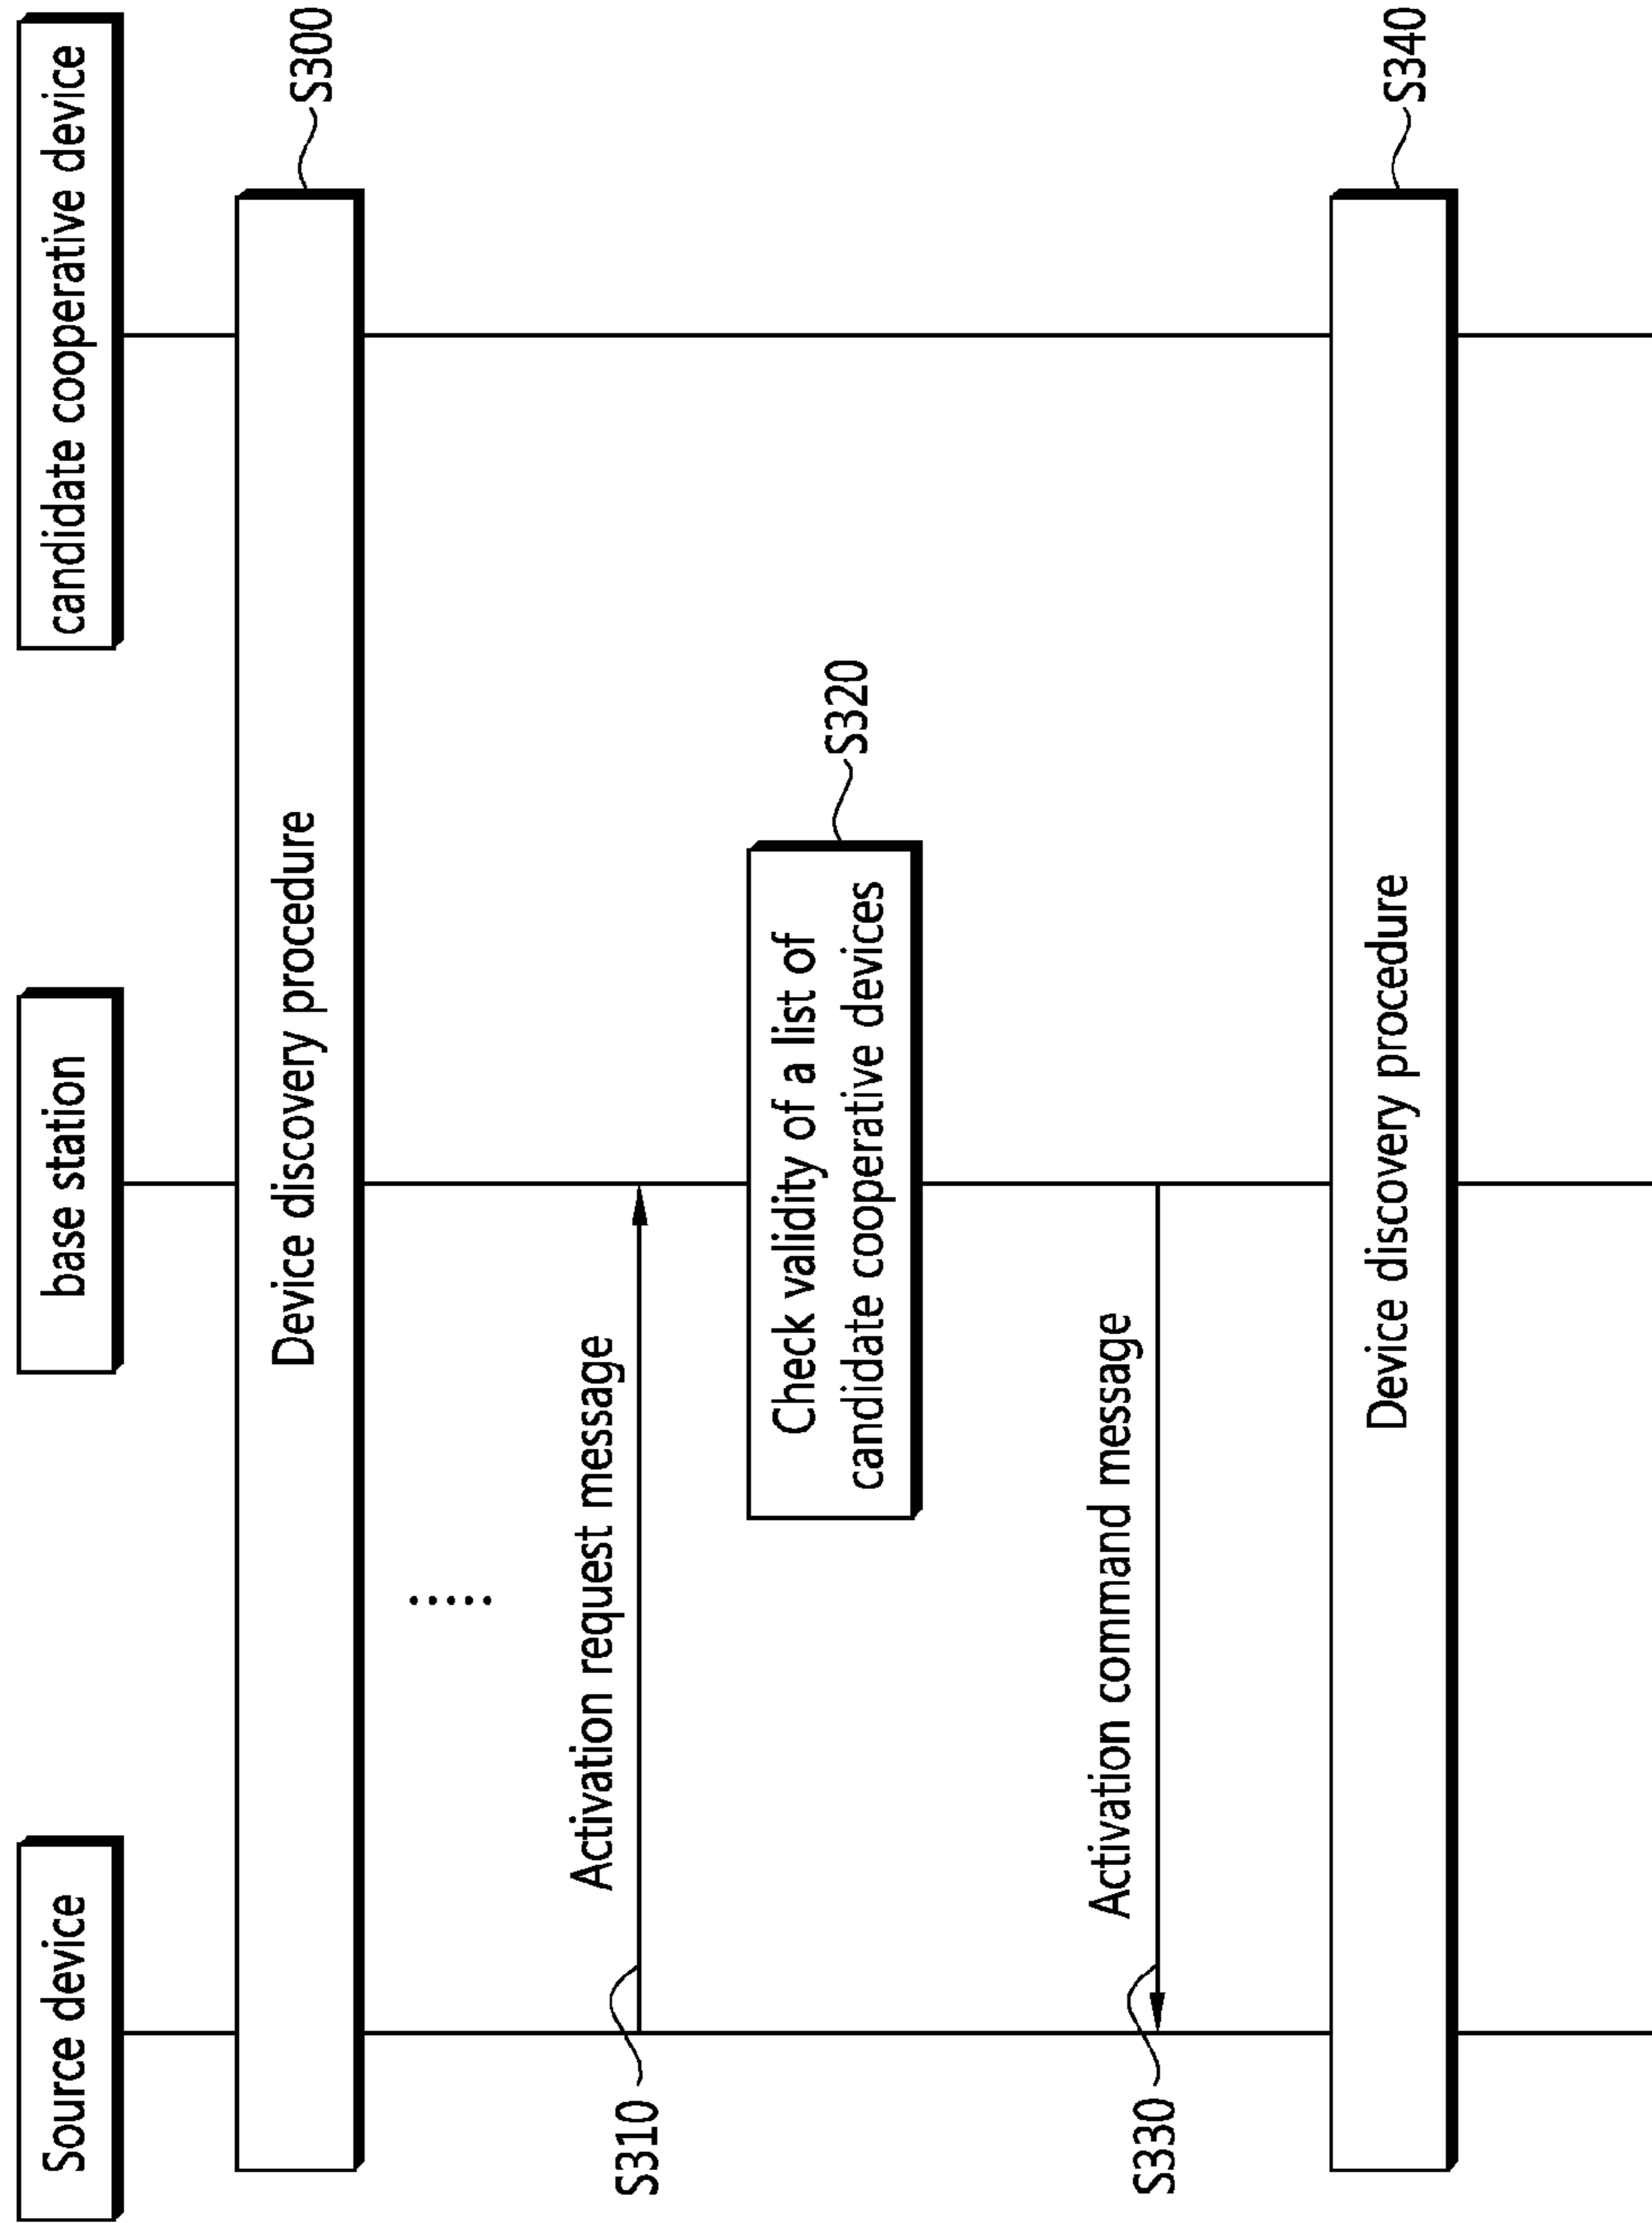 Source device
base station
candidate cooperative device
Device discovery procedure
S300
.....
Activation request message
S310
Check validity of a list of
candidate cooperative devices
S320
Activation command message
S330
Device discovery procedure
S340